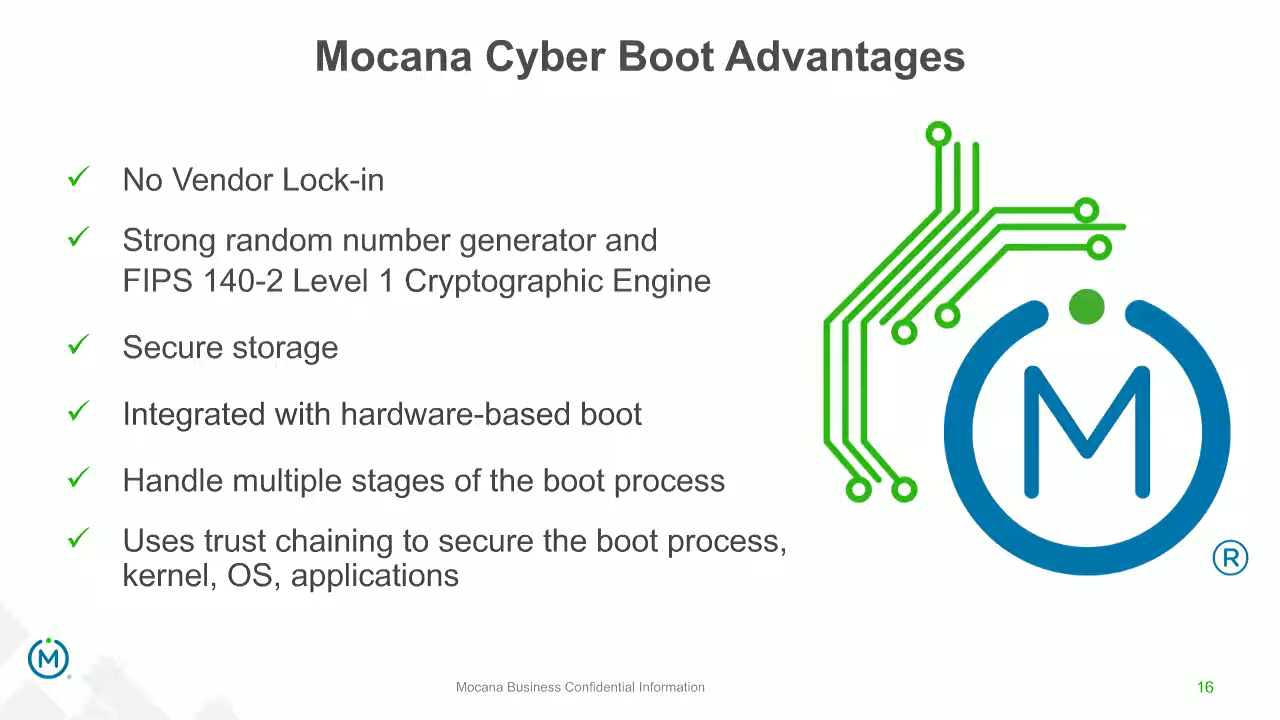 Mocana Cyber Boot Advantages
✓ No Vendor Lock-in
✓ Strong random number generator and
FIPS 140-2 Level 1 Cryptographic Engine
✓ Secure storage
✓ Integrated with hardware-based boot
✓ Handle multiple stages of the boot process
✓ Uses trust chaining to secure the boot process,
kernel, OS, applications
M
®
M
®
Mocana Business Confidential Information
16